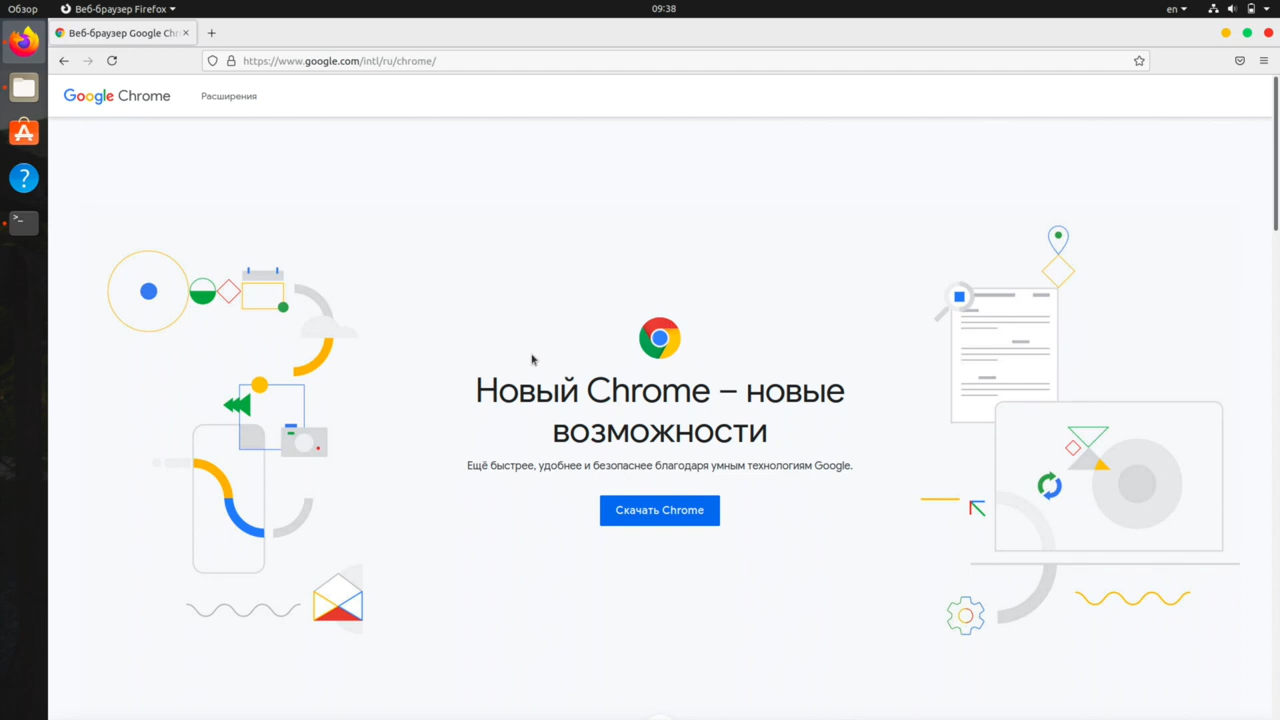 Обзор
Веб-браузер Firefox
09:38
en
Веб-браузер Google Chr
https://www.google.com/intl/ru/chrome/
Google Chrome
Расширения
Новый Chrome – новые
возможности
Ещё быстрее, удобнее и безопаснее благодаря умным технологиям Google.
Скачать Chrome